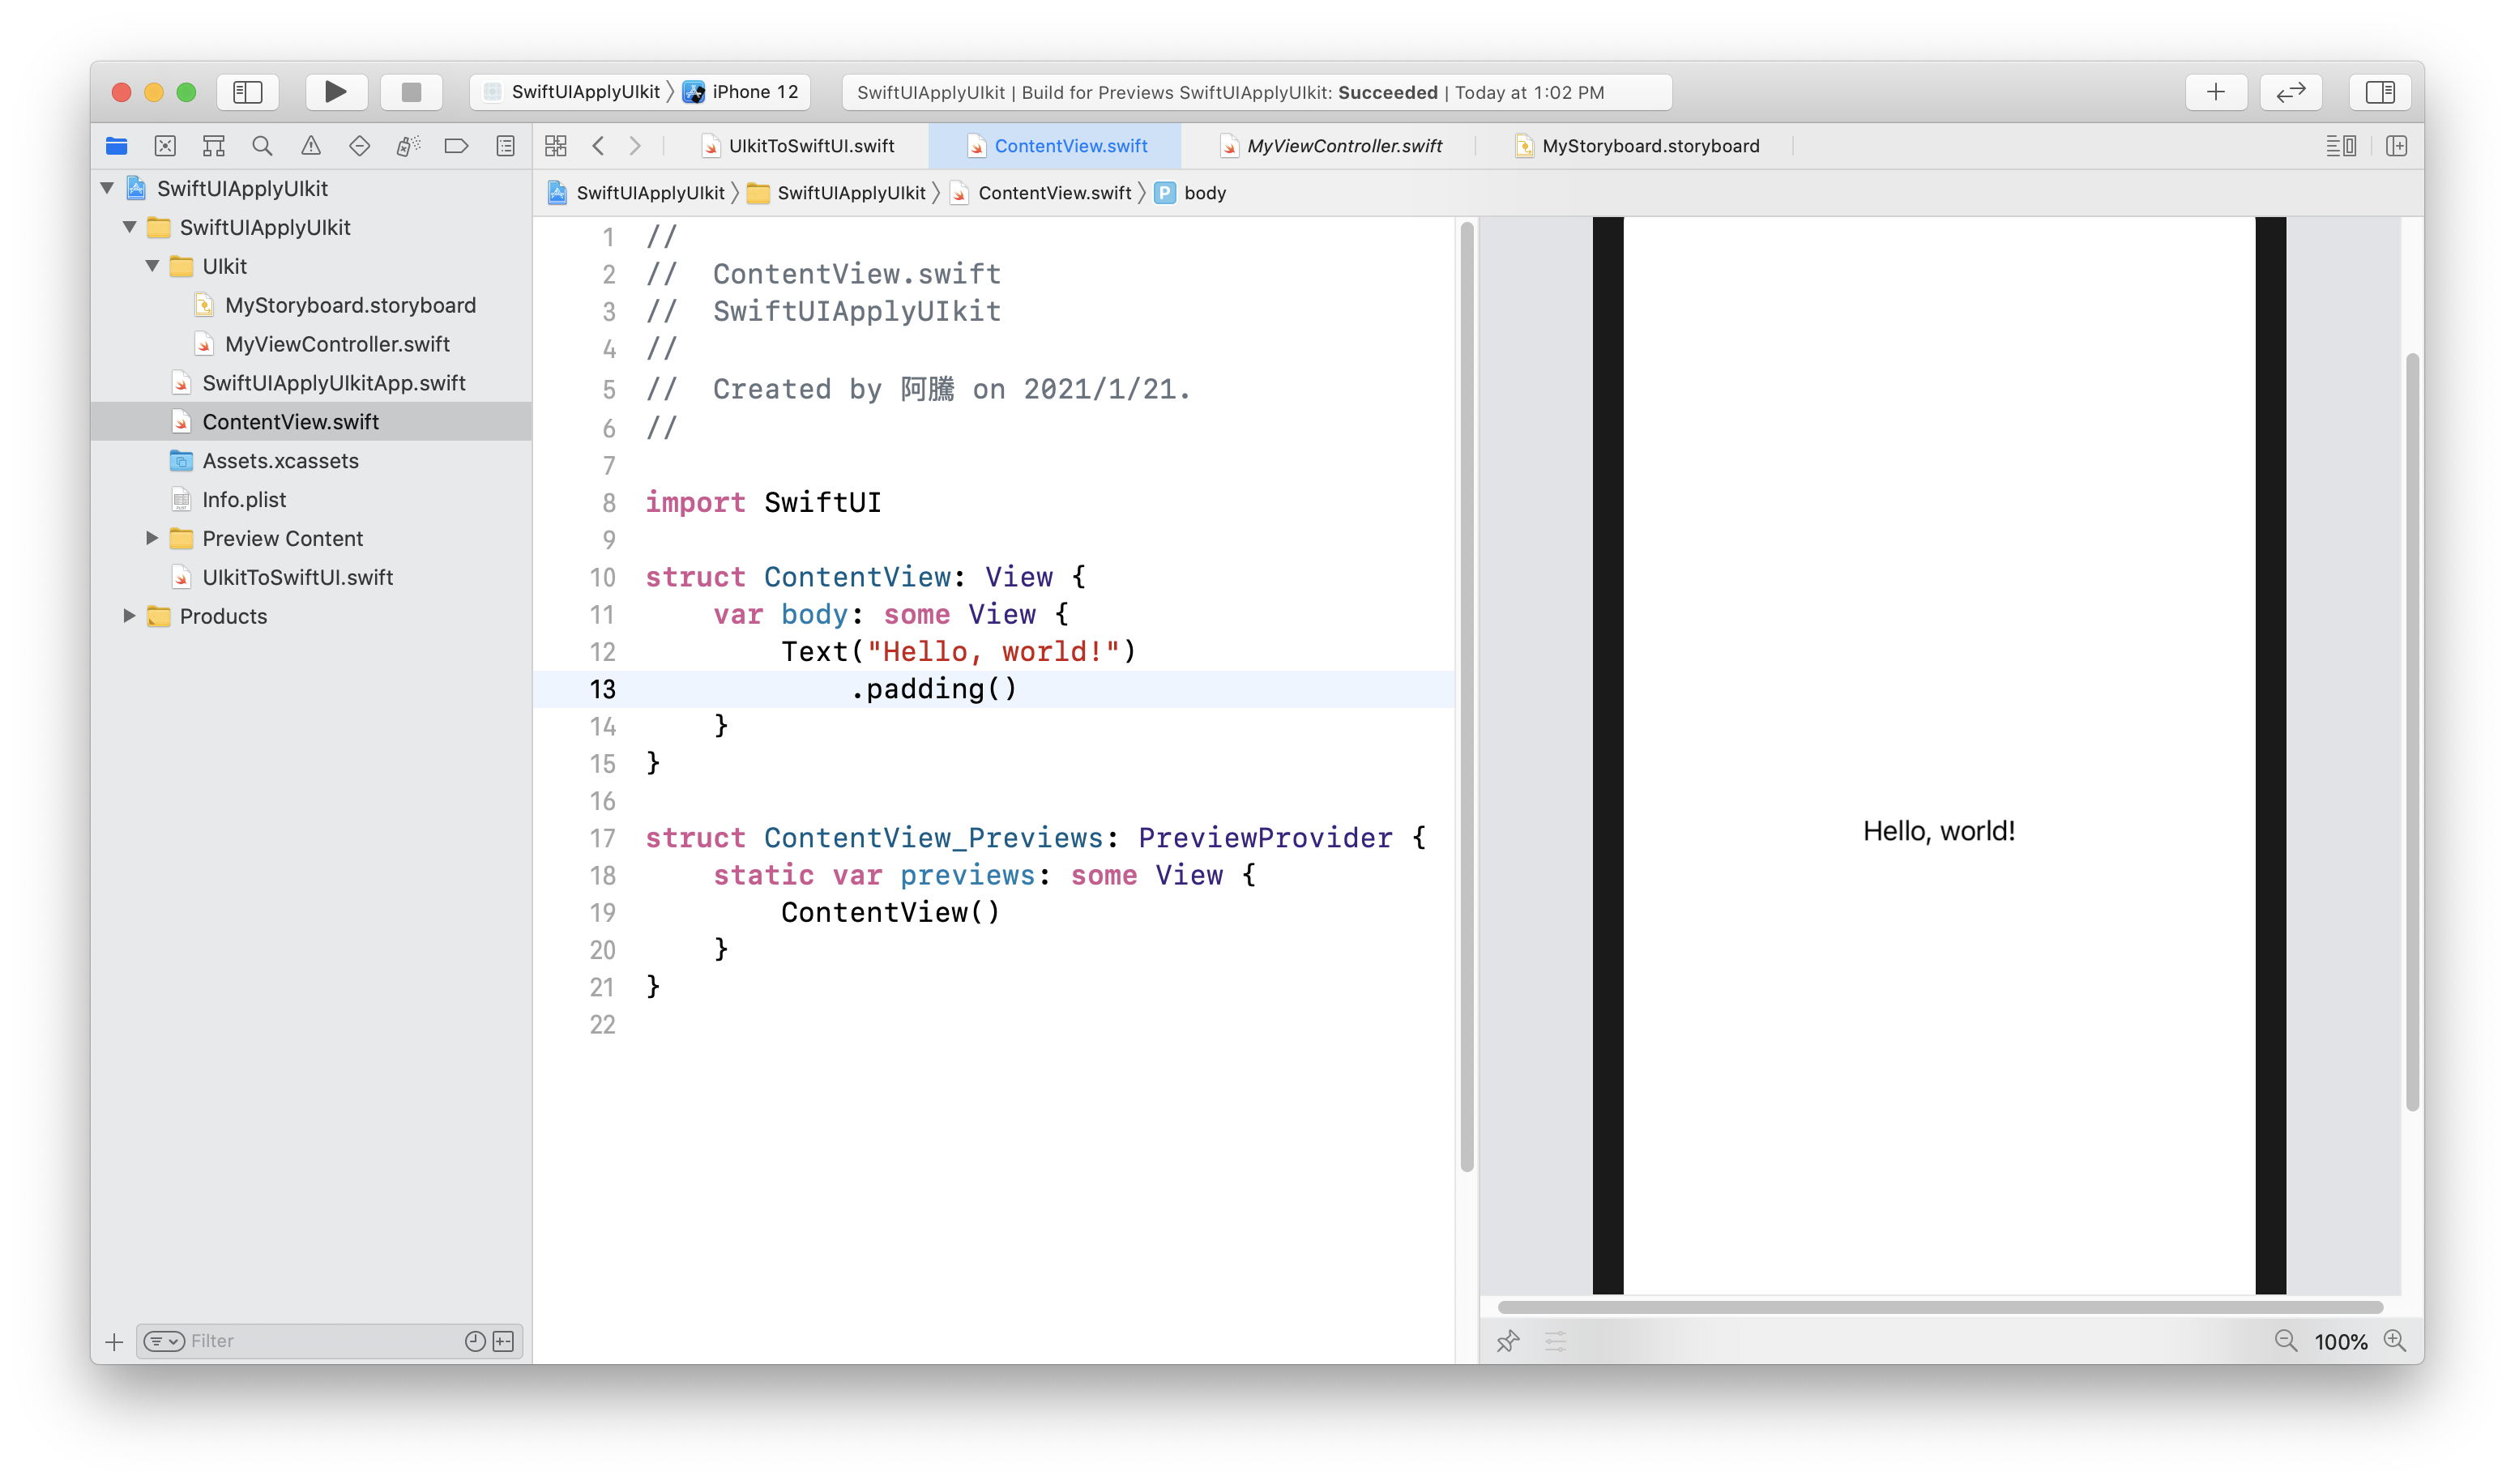 SwiftUIApplyUIkit 〉 iPhone 12
SwiftUIApplyUIkit | Build for Previews SwiftUIApplyUIkit: Succeeded | Today at 1:02 PM
UIkitToSwiftUI.swift
ContentView.swift
MyViewController.swift
MyStoryboard.storyboard
SwiftUIApplyUIkit 〉 SwiftUIApplyUIkit 〉 ContentView.swift 〉 P body
SwiftUIApplyUIkit
SwiftUIApplyUIkit
UIkit
MyStoryboard.storyboard
MyViewController.swift
SwiftUIApplyUIkitApp.swift
ContentView.swift
Assets.xcassets
Info.plist
Preview Content
UIkitToSwiftUI.swift
Products
Filter
1 //
2 //  ContentView.swift
3 //  SwiftUIApplyUIkit
4 //
5 //  Created by 阿騰 on 2021/1/21.
6 //
7
8 import SwiftUI
9
10 struct ContentView: View {
11     var body: some View {
12         Text("Hello, world!")
13             .padding()
14     }
15 }
16
17 struct ContentView_Previews: PreviewProvider {
18     static var previews: some View {
19         ContentView()
20     }
21 }
22
Hello, world!
100%